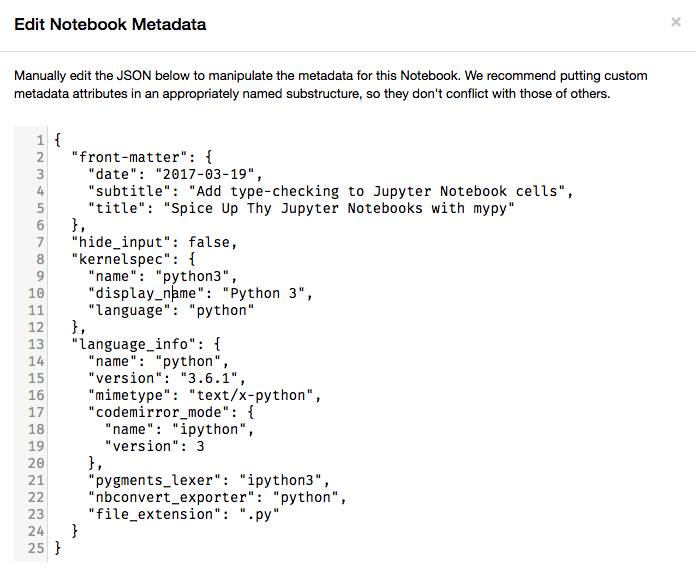 Edit Notebook Metadata
×
Manually edit the JSON below to manipulate the metadata for this Notebook. We recommend putting custom
metadata attributes in an appropriately named substructure, so they don't conflict with those of others.
1 {
2   "front-matter": {
3     "date": "2017-03-19",
4     "subtitle": "Add type-checking to Jupyter Notebook cells",
5     "title": "Spice Up Thy Jupyter Notebooks with mypy"
6   },
7   "hide_input": false,
8   "kernelspec": {
9     "name": "python3",
10     "display_name": "Python 3",
11     "language": "python"
12   },
13   "language_info": {
14     "name": "python",
15     "version": "3.6.1",
16     "mimetype": "text/x-python",
17     "codemirror_mode": {
18       "name": "ipython",
19       "version": 3
20     },
21     "pygments_lexer": "ipython3",
22     "nbconvert_exporter": "python",
23     "file_extension": ".py"
24   }
25 }